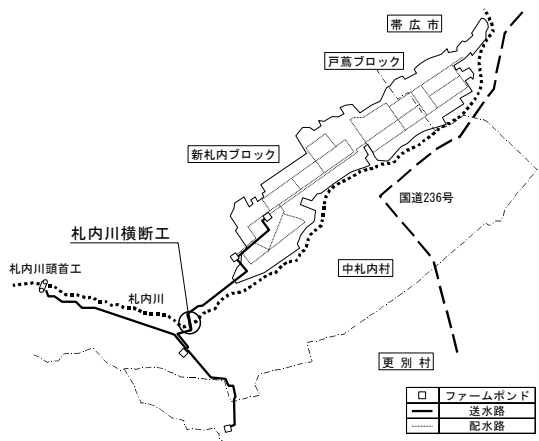 帯広市
戸蔦ブロック
新札内ブロック
国道236号
札内川横断工
札内川頭首工
札内川
中札内村
更別村
ファームポンド
送水路
配水路